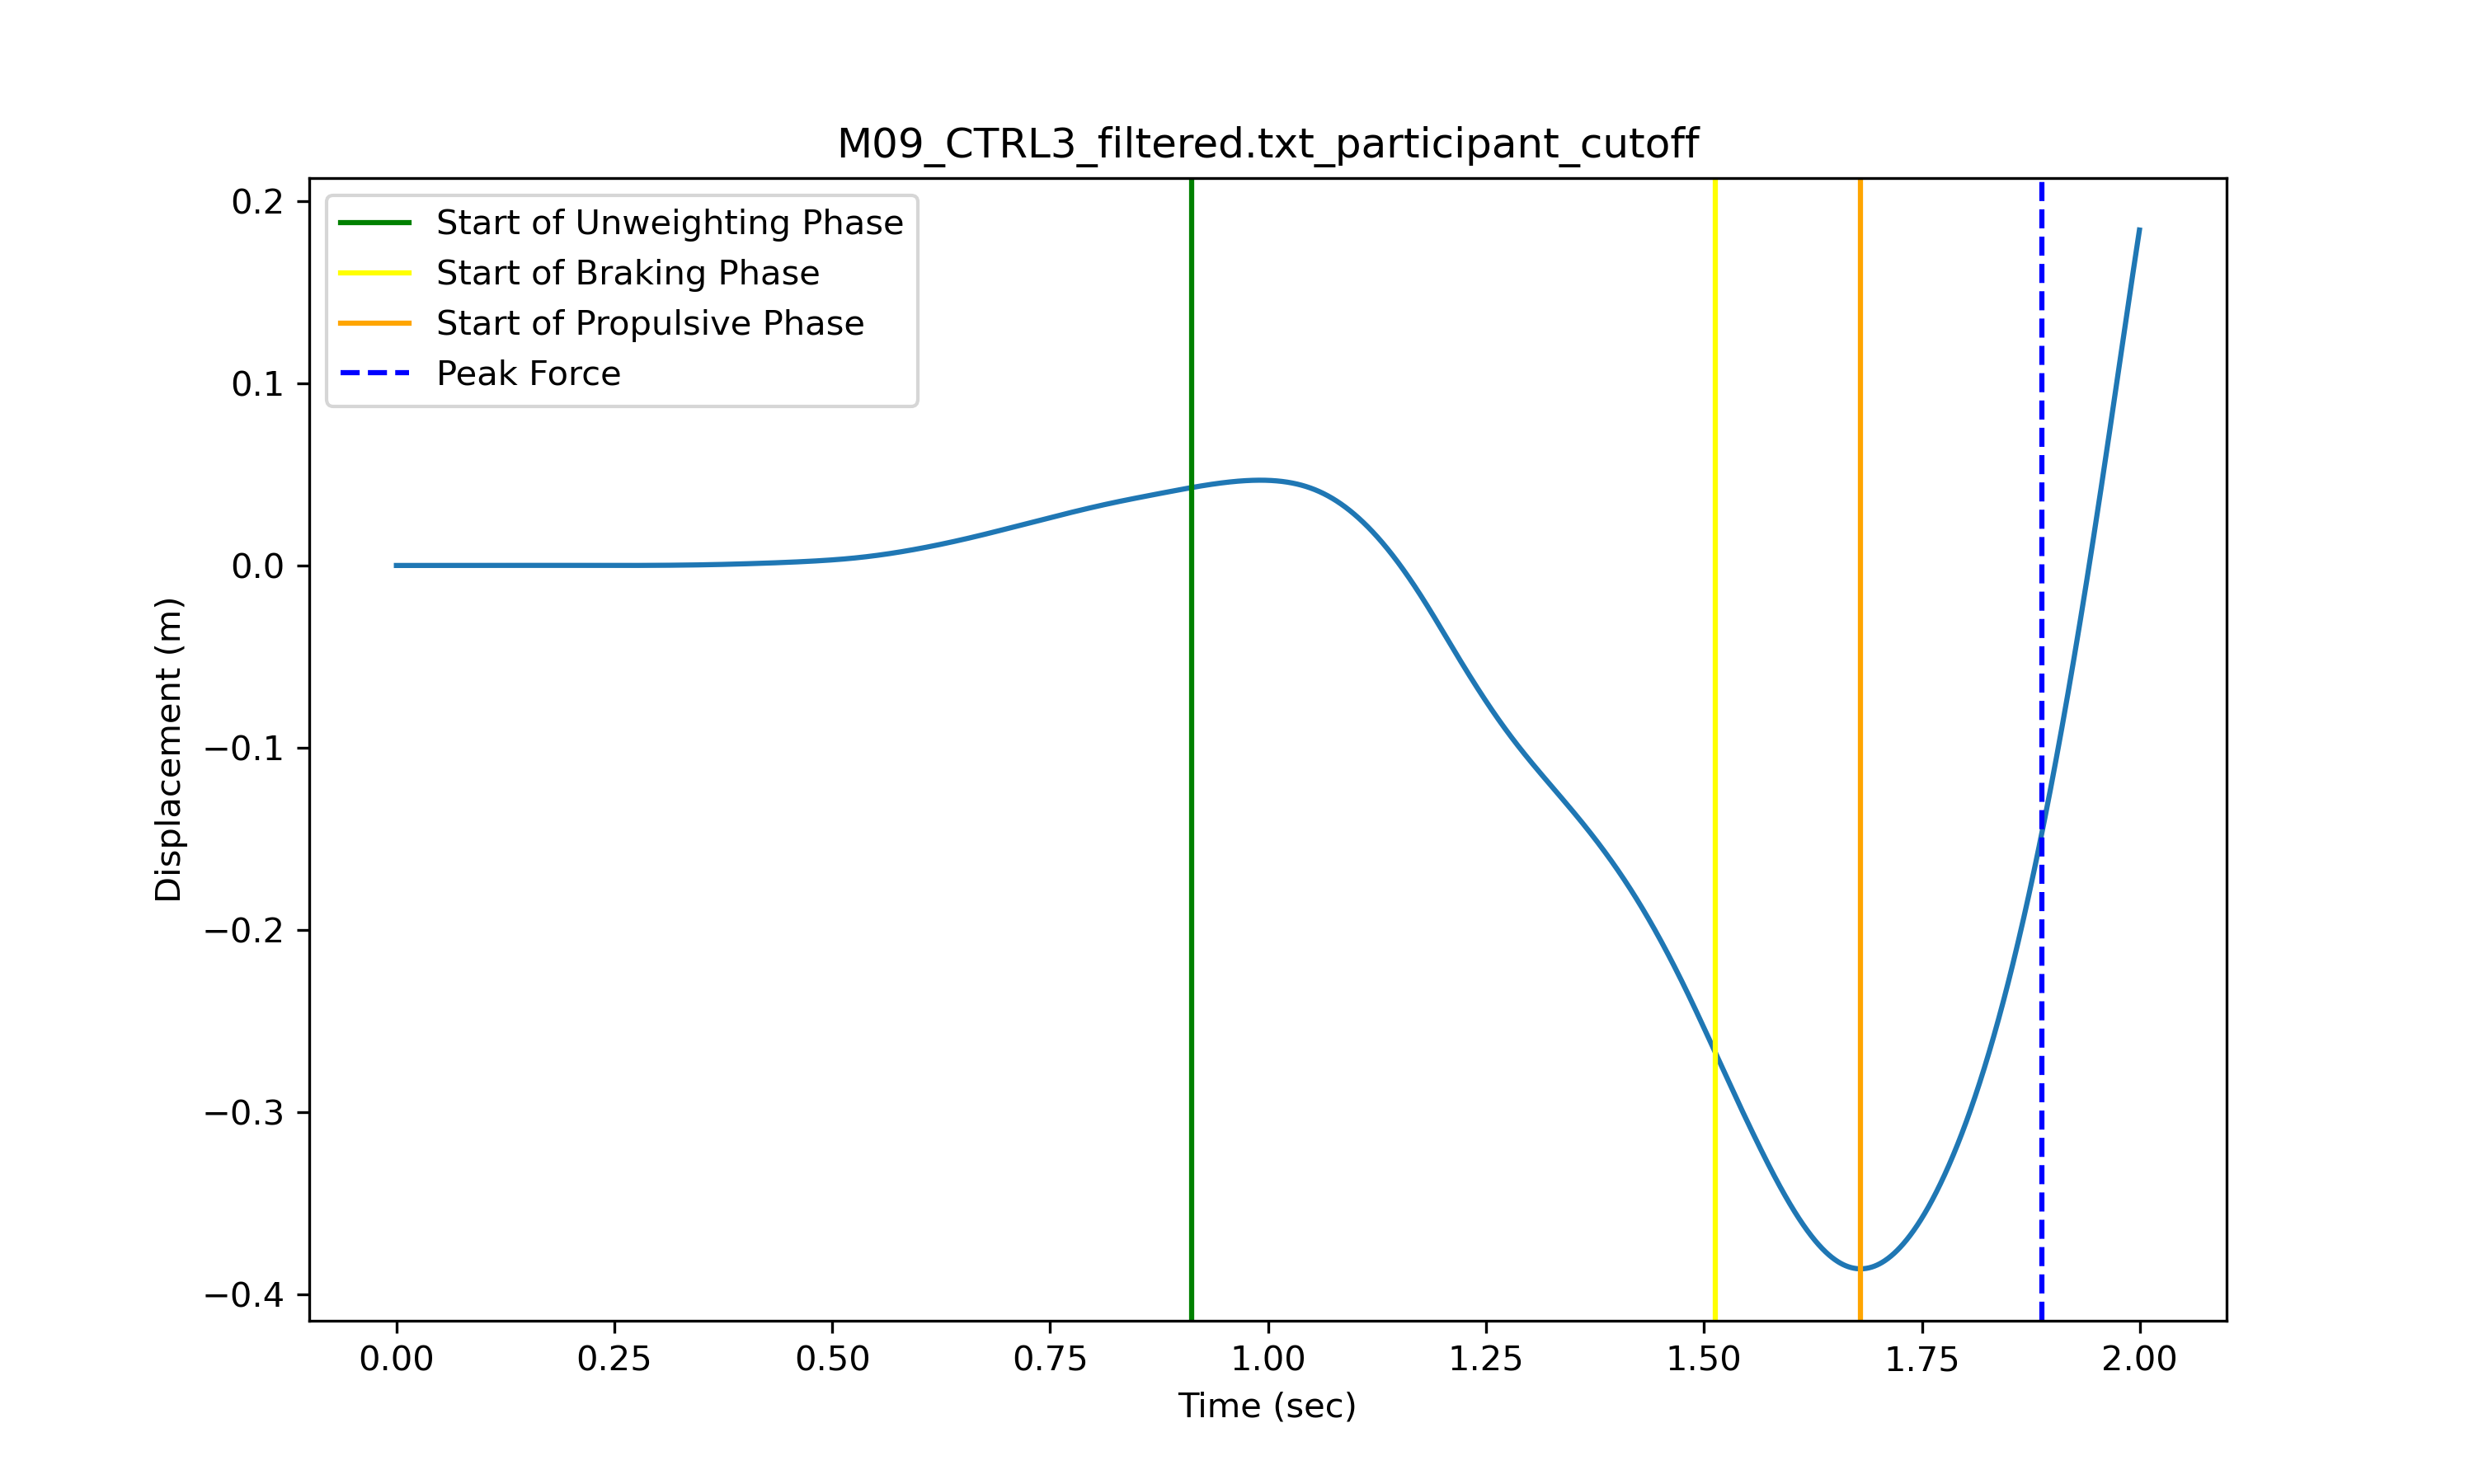 M09_CTRL3_filtered.txt_participant_cutoff
Start of Unweighting Phase
Start of Braking Phase
Start of Propulsive Phase
Peak Force
0.2
0.1
0.0
−0.1
−0.2
−0.3
−0.4
Displacement (m)
0.00 0.25 0.50 0.75 1.00 1.25 1.50 1.75 2.00
Time (sec)